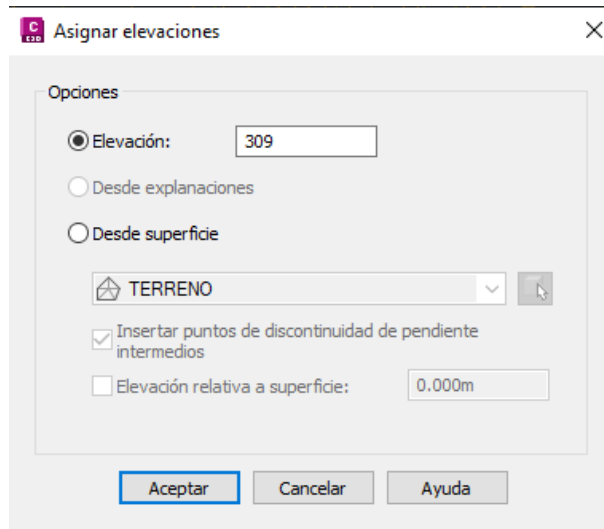 C
C3D
Asignar elevaciones
Opciones
Elevación: 309
Desde explanaciones
Desde superficie
TERRENO
Insertar puntos de discontinuidad de pendiente
intermedios
Elevación relativa a superficie: 0.000m
Aceptar Cancelar Ayuda